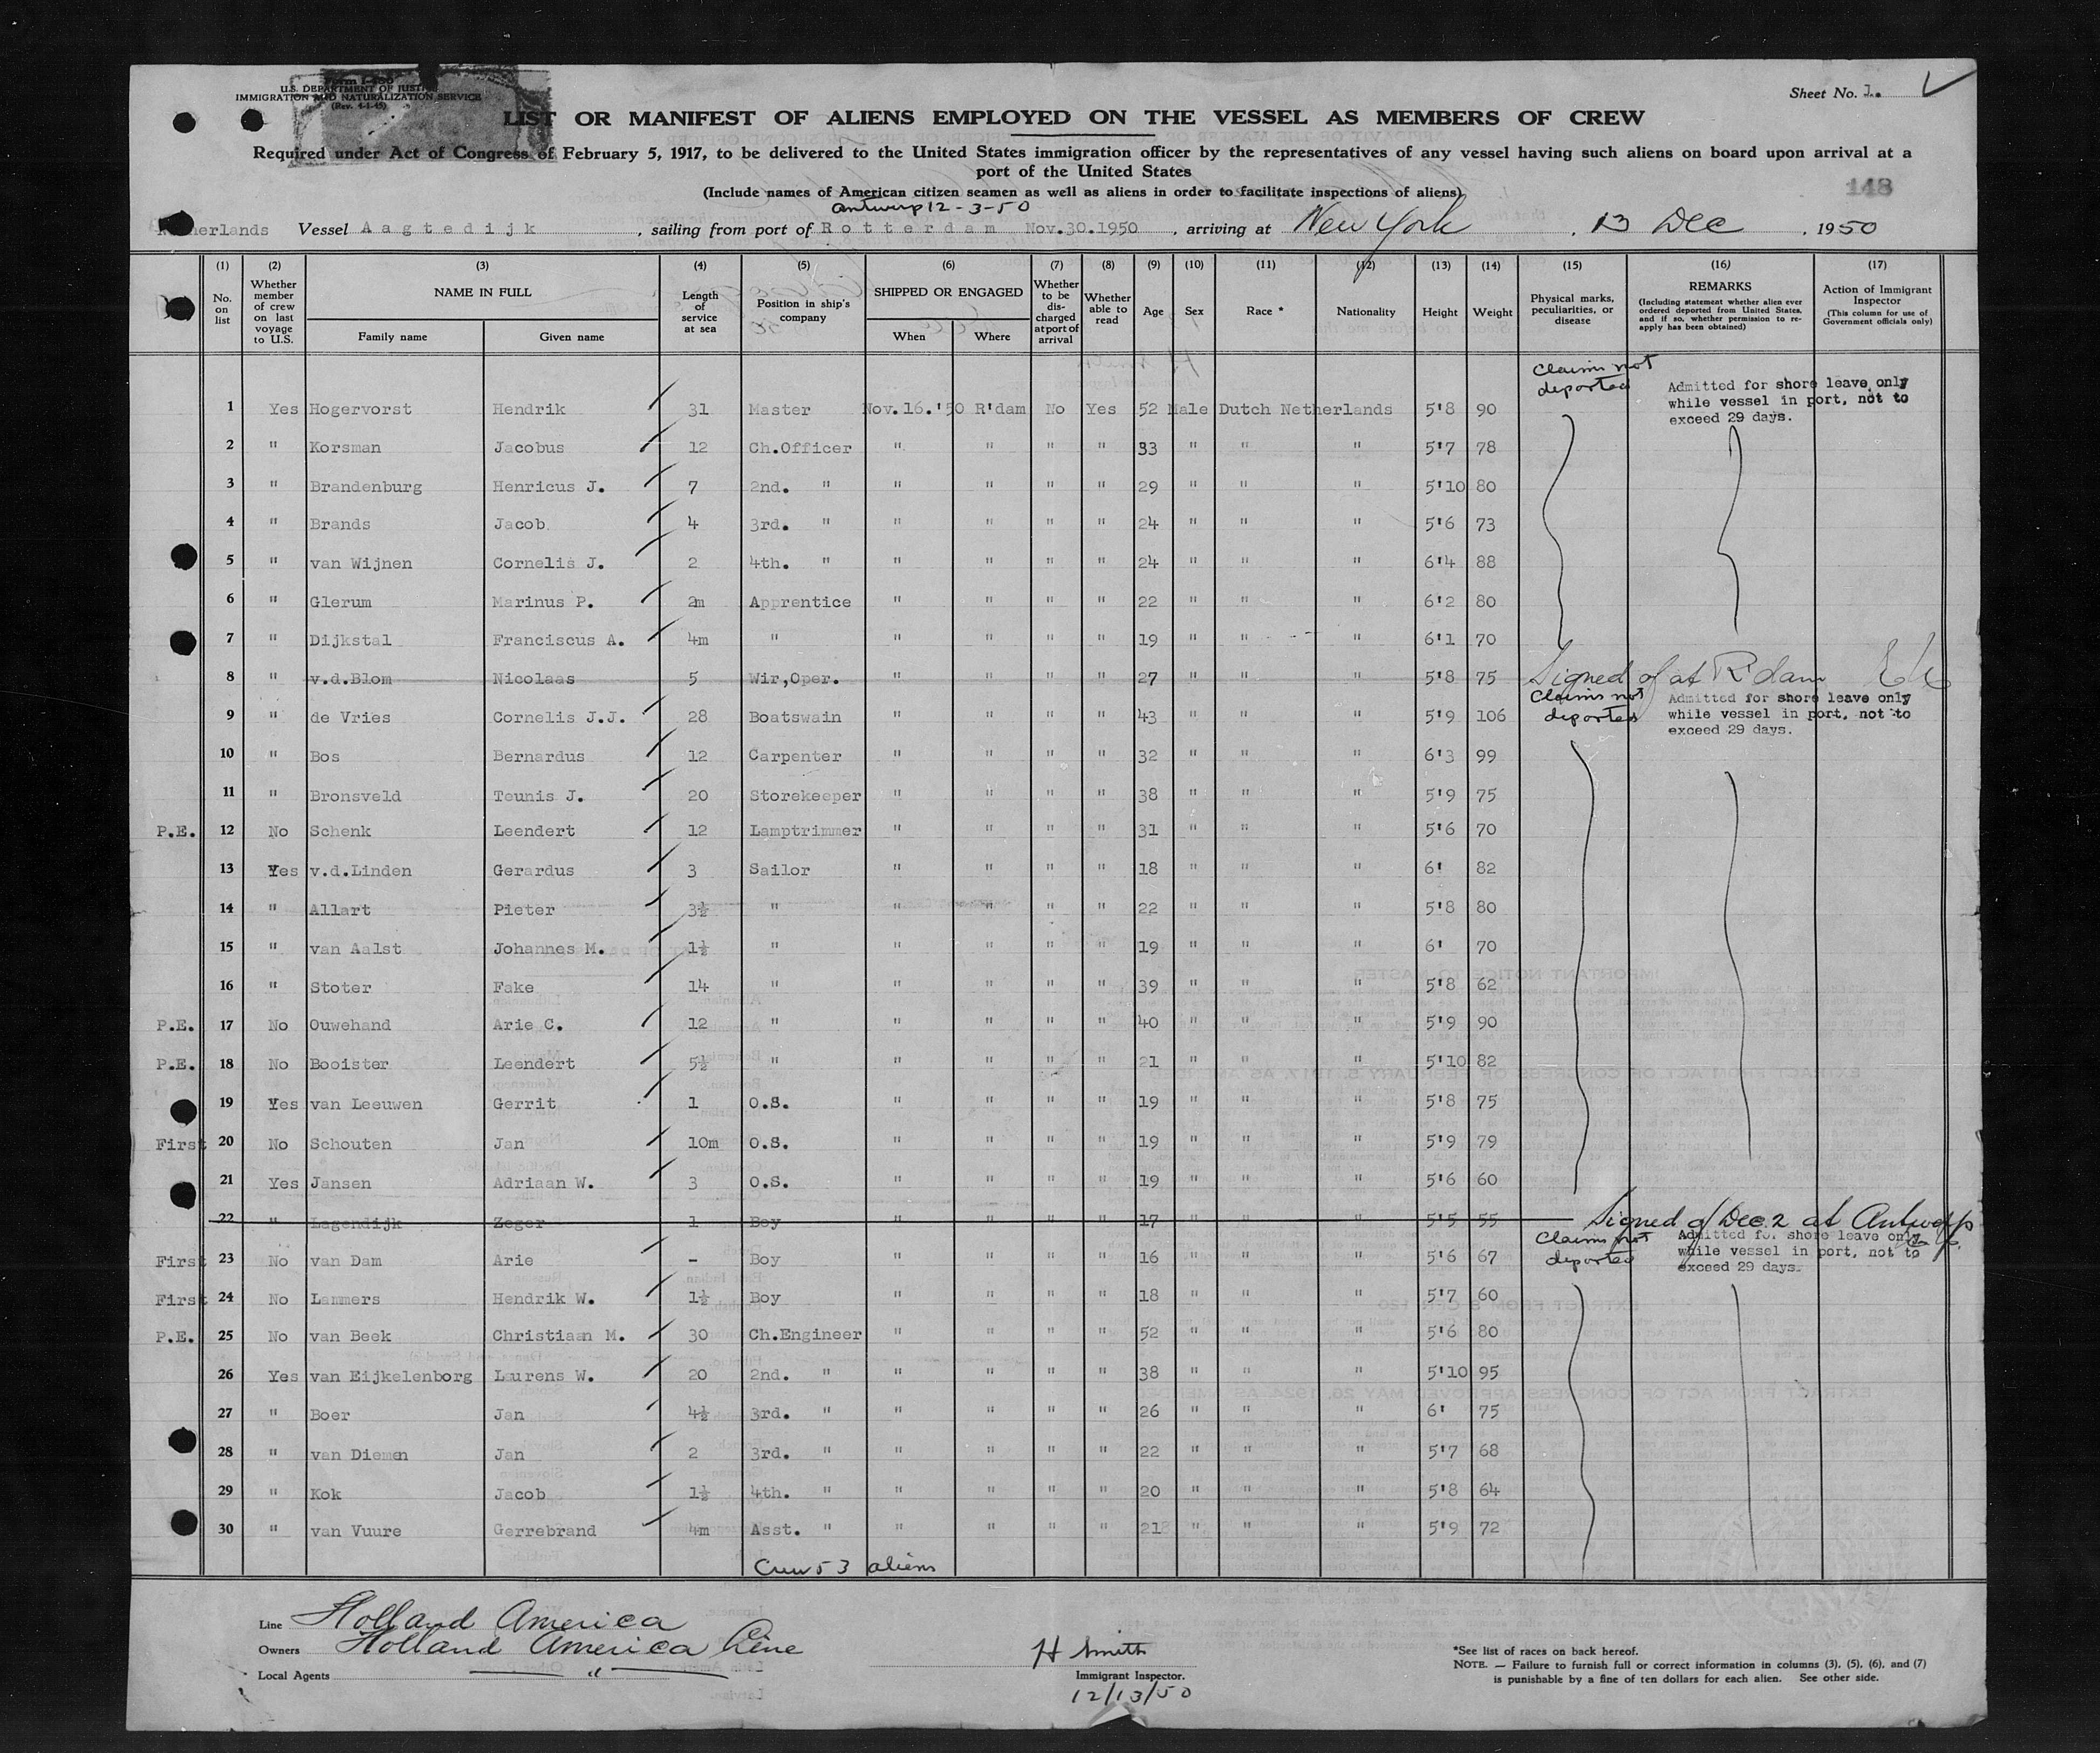 Form I-480
U.S. DEPARTMENT OF JUSTICE
IMMIGRATION AND NATURALIZATION SERVICE
(Rev. 4-1-45)
Sheet No. 1.
LIST OR MANIFEST OF ALIENS EMPLOYED ON THE VESSEL AS MEMBERS OF CREW
Required under Act of Congress of February 5, 1917, to be delivered to the United States immigration officer by the representatives of any vessel having such aliens on board upon arrival at a
port of the United States
148
(Include names of American citizen seamen as well as aliens in order to facilitate inspections of aliens)
Antwerp 12-3-50
Netherlands Vessel Aagtedijk , sailing from port of Rotterdam Nov.30.1950 , arriving at New York , 13 Dec , 1950
(1) (2) (3) (4) (5) (6) (7) (8) (9) (10) (11) (12) (13) (14) (15) (16) (17)
No. on list Whether member of crew on last voyage to U.S. NAME IN FULL Family name Given name Length of service at sea Position in ship's company SHIPPED OR ENGAGED When Where Whether to be discharged at port of arrival Whether able to read Age Sex Race * Nationality Height Weight Physical marks, peculiarities, or disease REMARKS (Including statement whether alien ever ordered deported from United States, and if so, whether permission to re-apply has been obtained) Action of Immigrant Inspector (This column for use of Government officials only)
Claims not deported Admitted for shore leave only while vessel in port, not to exceed 29 days.
1 Yes Hogervorst Hendrik 31 Master Nov.16.'50 R'dam No Yes 52 Male Dutch Netherlands 5'8 90
2 " Korsman Jacobus 12 Ch.Officer " " " " 33 " " " 5'7 78
3 " Brandenburg Henricus J. 7 2nd. " " " " " 29 " " " 5'10 80
4 " Brands Jacob 4 3rd. " " " " " 24 " " " 5'6 73
5 " van Wijnen Cornelis J. 2 4th. " " " " " 24 " " " 6'4 88
6 " Glerum Marinus P. 2m Apprentice " " " " 22 " " " 6'2 80
7 " Dijkstal Franciscus A. 4m " " " " " 19 " " " 6'1 70
8 " v.d.Blom Nicolaas 5 Wir,Oper. " " " " 27 " " " 5'8 75 Signed of at R'dam
Claims not deported Admitted for shore leave only while vessel in port, not to exceed 29 days.
9 " de Vries Cornelis J.J. 28 Boatswain " " " " 43 " " " 5'9 106
10 " Bos Bernardus 12 Carpenter " " " " 32 " " " 6'3 99
11 " Bronsveld Teunis J. 20 Storekeeper " " " " 38 " " " 5'9 75
P.E. 12 No Schenk Leendert 12 Lamptrimmer " " " " 31 " " " 5'6 70
13 Yes v.d.Linden Gerardus 3 Sailor " " " " 18 " " " 6' 82
14 " Allart Pieter 3½ " " " " " 22 " " " 5'8 80
15 " van Aalst Johannes M. 1½ " " " " " 19 " " " 6' 70
16 " Stoter Fake 14 " " " " " 39 " " " 5'8 62
P.E. 17 No Ouwehand Arie C. 12 " " " " " 40 " " " 5'9 90
P.E. 18 No Booister Leendert 5½ " " " " " 21 " " " 5'10 82
19 Yes van Leeuwen Gerrit 1 O.S. " " " " 19 " " " 5'8 75
First 20 No Schouten Jan 10m O.S. " " " " 19 " " " 5'9 79
21 Yes Jansen Adriaan W. 3 O.S. " " " " 19 " " " 5'6 60
22 " Lagendijk Zeger 1 Boy " " " " 17 " " " 5'5 55 Signed of Dec. 2 at Antwerp
Claims not deported Admitted for shore leave only while vessel in port, not to exceed 29 days.
First 23 No van Dam Arie - Boy " " " " 16 " " " 5'6 67
First 24 No Lammers Hendrik W. 1½ Boy " " " " 18 " " " 5'7 60
P.E. 25 No van Beek Christiaan M. 30 Ch.Engineer " " " " 52 " " " 5'6 80
26 Yes van Eijkelenborg Laurens W. 20 2nd. " " " " " 38 " " " 5'10 95
27 " Boer Jan 4½ 3rd. " " " " " 26 " " " 6' 75
28 " van Diemen Jan 2 3rd. " " " " " 22 " " " 5'7 68
29 " Kok Jacob 1½ 4th. " " " " " 20 " " " 5'8 64
30 " van Vuure Gerrebrand 4m Asst. " " " " " 21 " " " 5'9 72
Crew 53 aliens
Line Holland America
Owners Holland America Line
Local Agents "
H Smith
Immigrant Inspector.
12/13/50
*See list of races on back hereof.
NOTE. — Failure to furnish full or correct information in columns (3), (5), (6), and (7)
is punishable by a fine of ten dollars for each alien. See other side.